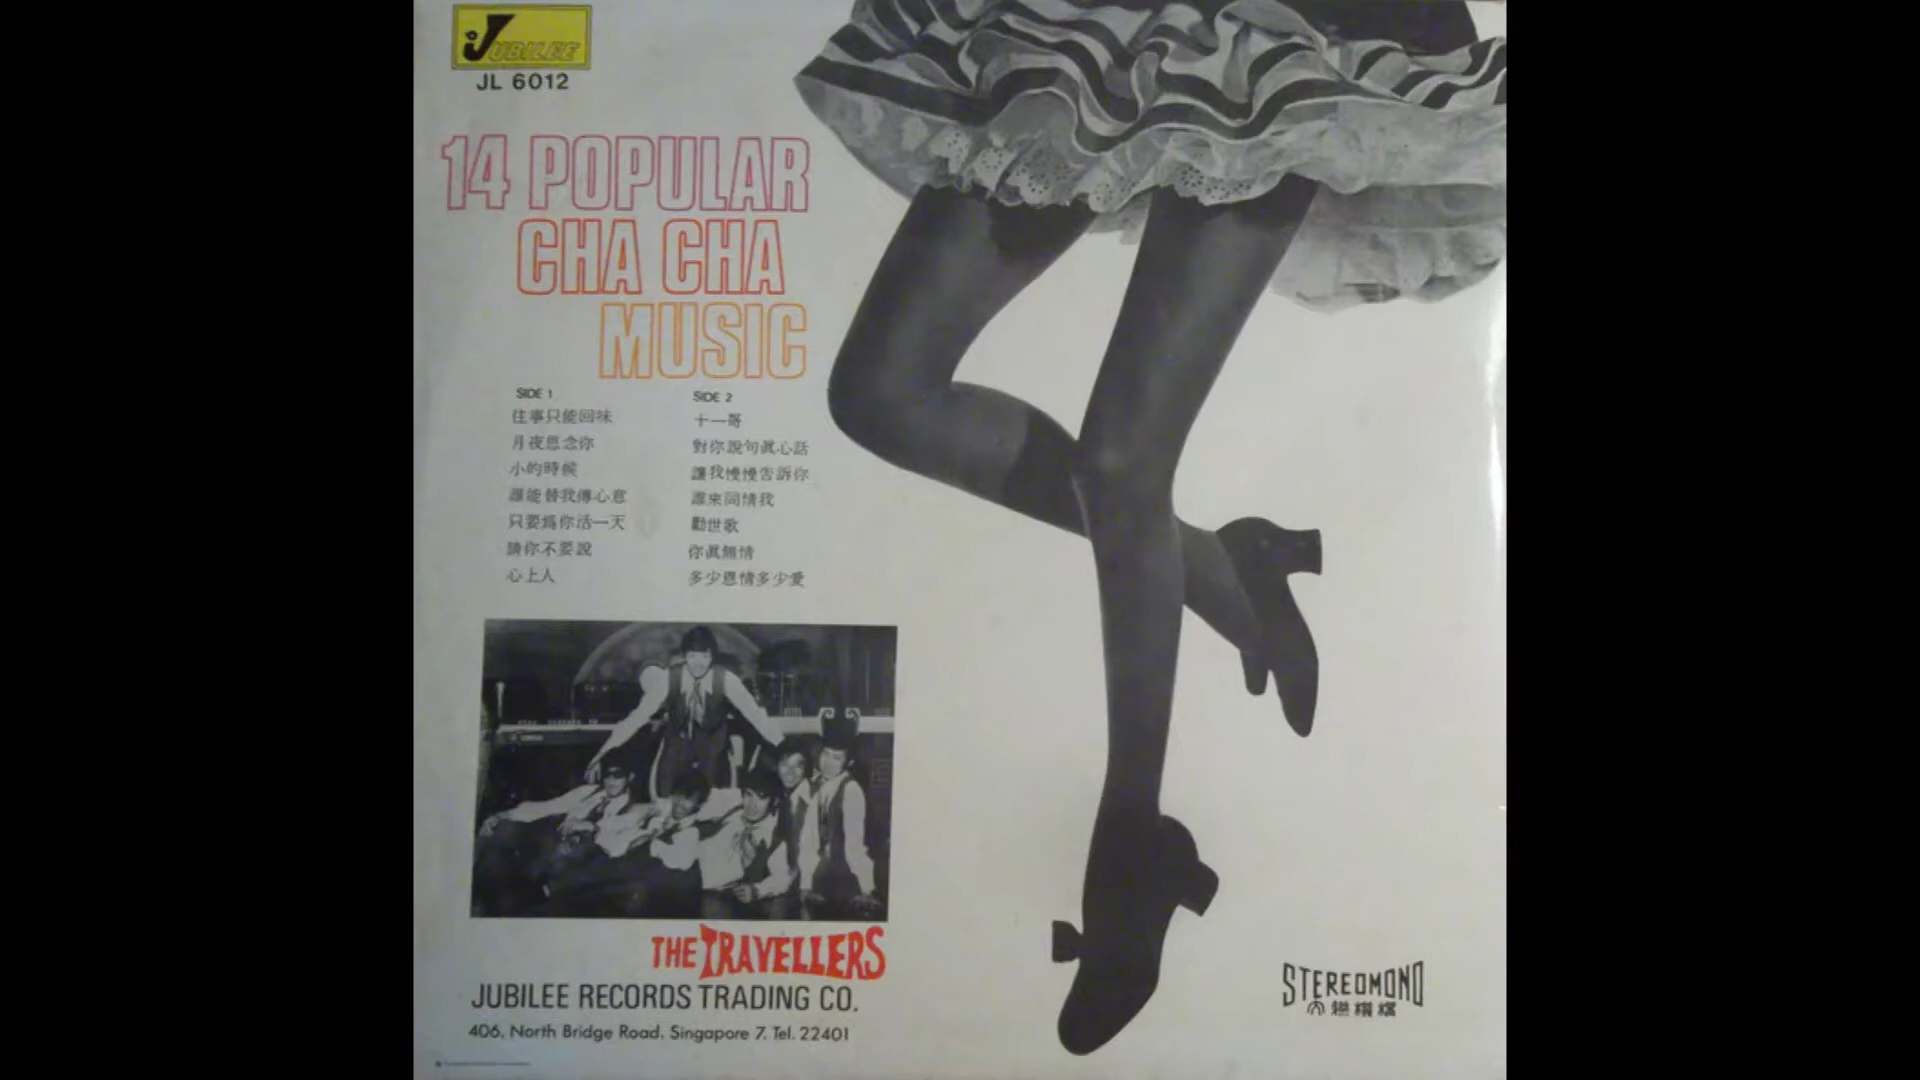 JUBILEE
JL 6012
14 POPULAR
CHA CHA
MUSIC
SIDE 1
往事只能回味
月夜思念你
小的時候
誰能替我傳心意
只要為你活一天
請你不要說
心上人
SIDE 2
十一哥
對你說句眞心話
讓我慢慢告訴你
誰來同情我
勸世歌
你眞無情
多少恩情多少愛
THE TRAVELLERS
JUBILEE RECORDS TRADING CO.
406, North Bridge Road, Singapore 7. Tel. 22401
STEREOMONO